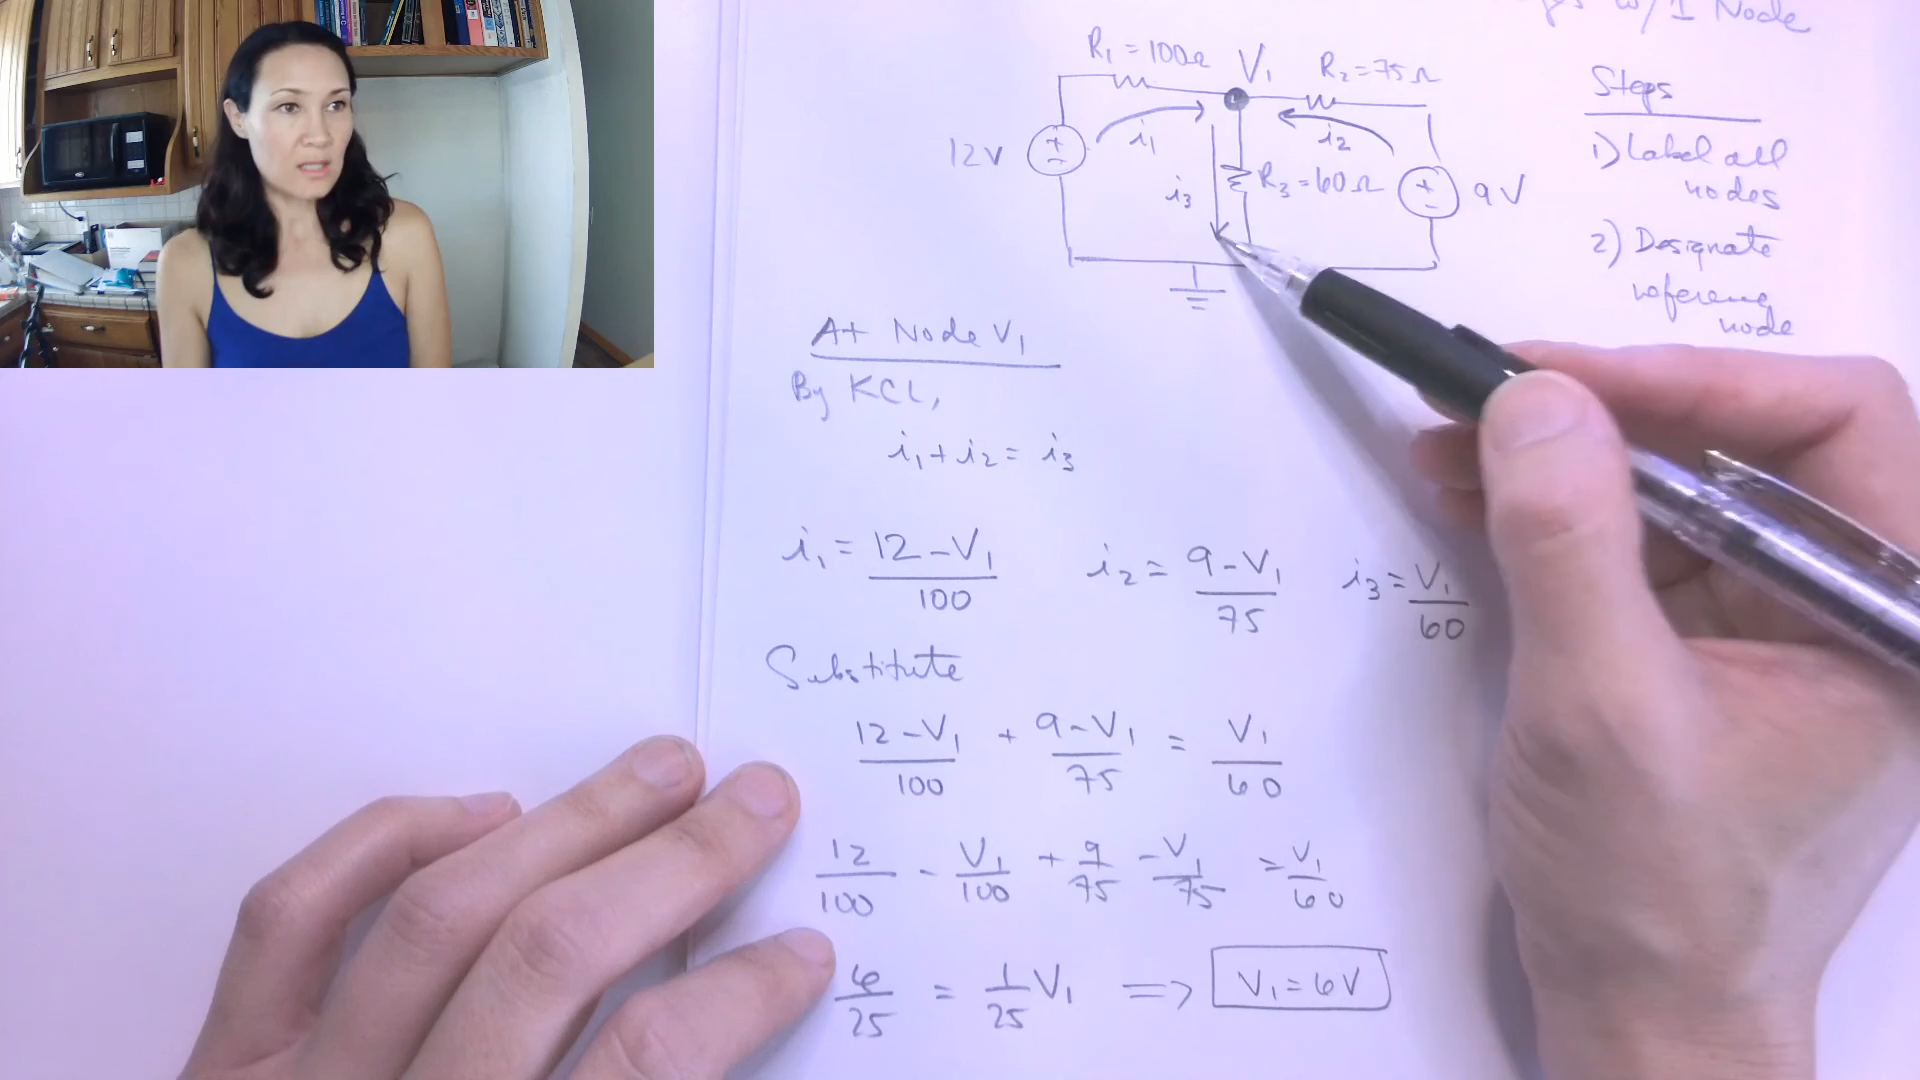 w/ 1 Node
R₁ = 100Ω
V₁
R₂ = 75Ω
12V
+
-
i₁
i₂
i₃
R₃ = 60Ω
+
-
9V
Steps
1) Label all
nodes
2) Designate
reference
node
At Node V₁
By KCL,
i₁ + i₂ = i₃
i₁ = (12 - V₁)/100 i₂ = (9 - V₁)/75 i₃ = V₁/60
Substitute
(12 - V₁)/100 + (9 - V₁)/75 = V₁/60
12/100 - V₁/100 + 9/75 - V₁/75 = V₁/60
6/25 = 1/25 V₁ ⇒ V₁ = 6V